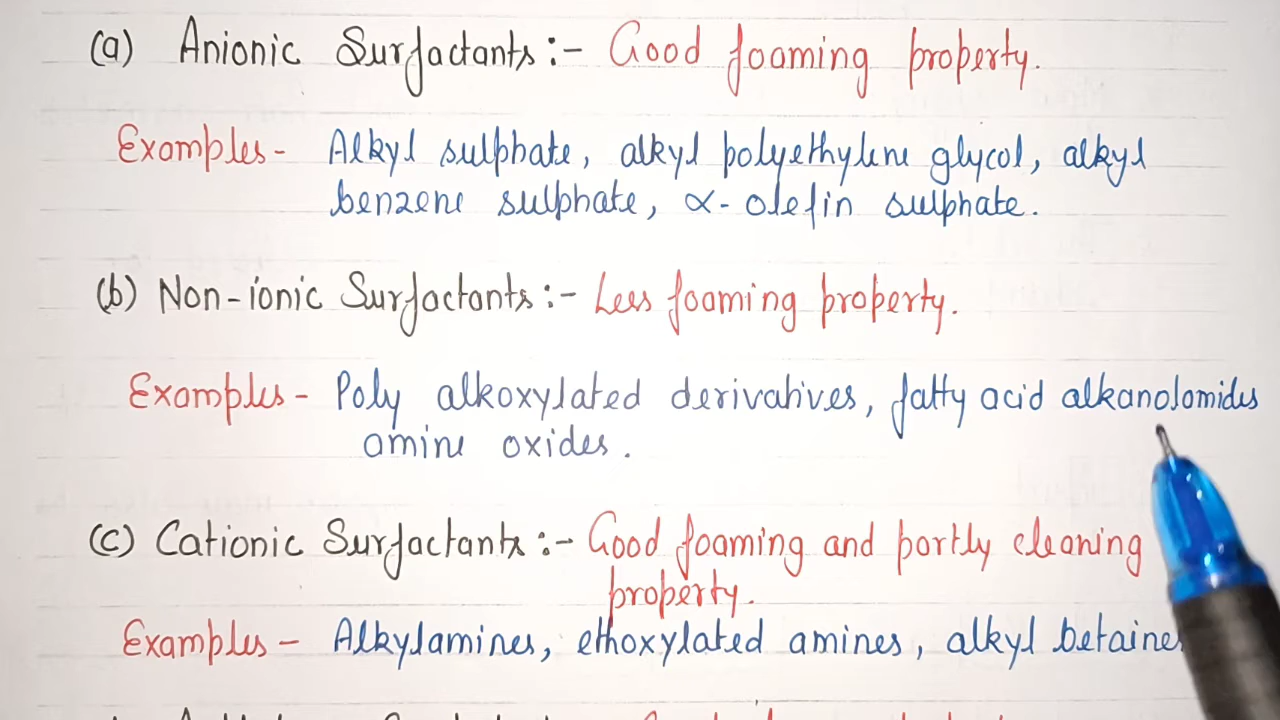 (a) Anionic Surfactants :- Good foaming property.
Examples - Alkyl sulphate, alkyl polyethylene glycol, alkyl
benzene sulphate, α-olefin sulphate.
(b) Non-ionic Surfactants :- Less foaming property.
Examples - Poly alkoxylated derivatives, fatty acid alkanolomides
amine oxides.
(c) Cationic Surfactants :- Good foaming and partly cleaning
property.
Examples - Alkylamines, ethoxylated amines, alkyl betaines